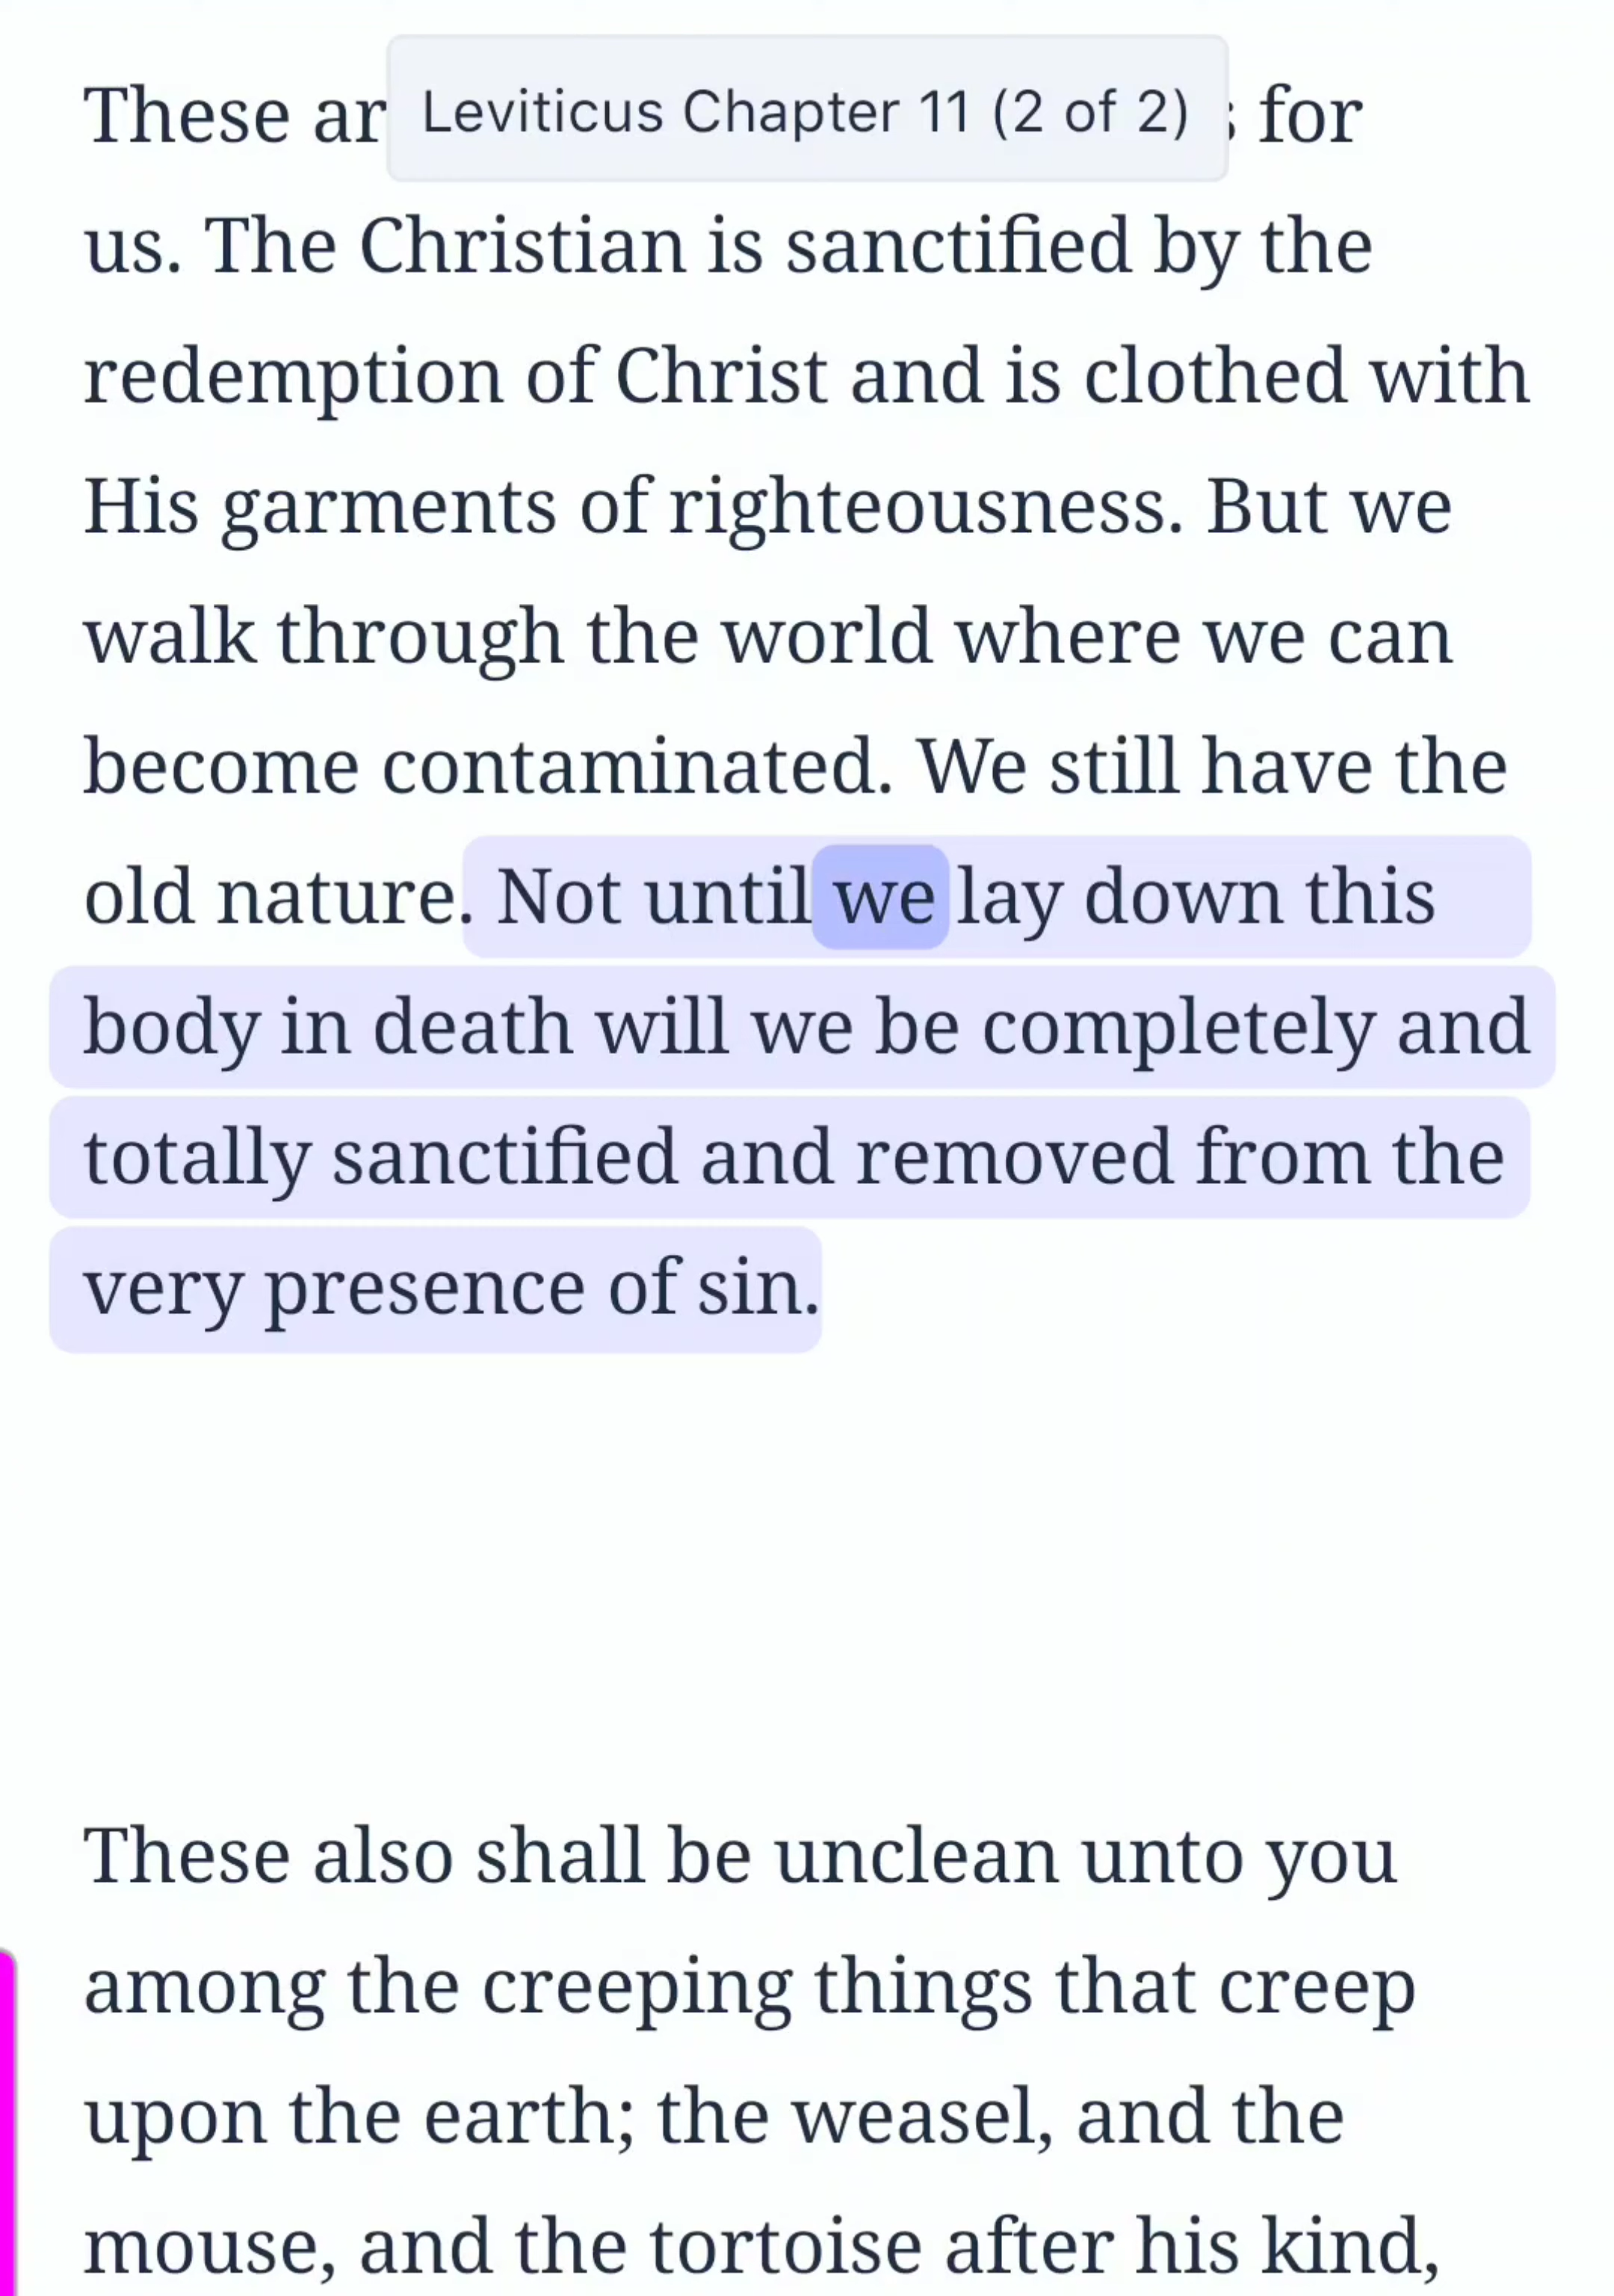 Leviticus Chapter 11 (2 of 2)
These for
us. The Christian is sanctified by the
redemption of Christ and is clothed with
His garments of righteousness. But we
walk through the world where we can
become contaminated. We still have the
old nature. Not until we lay down this
body in death will we be completely and
totally sanctified and removed from the
very presence of sin.
These also shall be unclean unto you
among the creeping things that creep
upon the earth; the weasel, and the
mouse, and the tortoise after his kind,